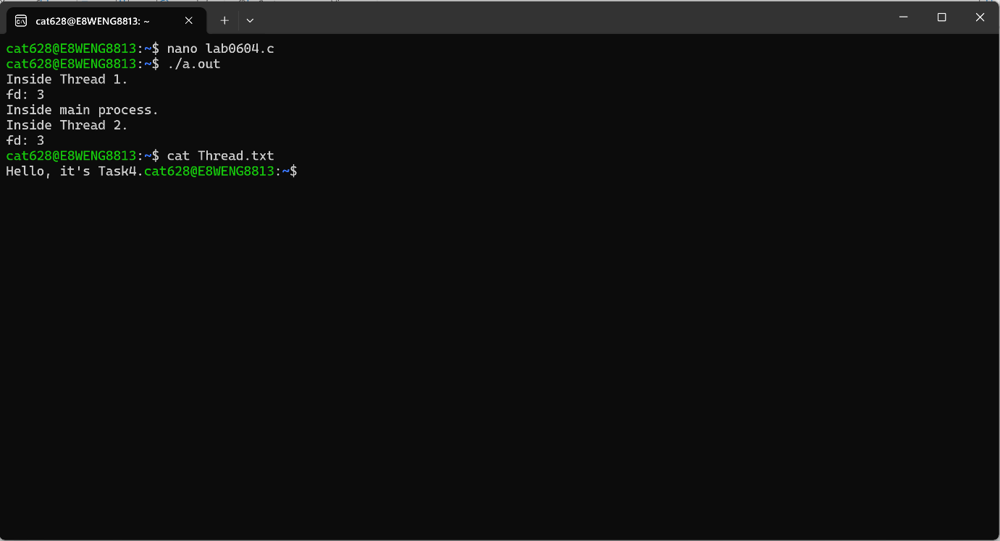 cat628@E8WENG8813: ~
cat628@E8WENG8813:~$ nano lab0604.c
cat628@E8WENG8813:~$ ./a.out
Inside Thread 1.
fd: 3
Inside main process.
Inside Thread 2.
fd: 3
cat628@E8WENG8813:~$ cat Thread.txt
Hello, it's Task4.cat628@E8WENG8813:~$